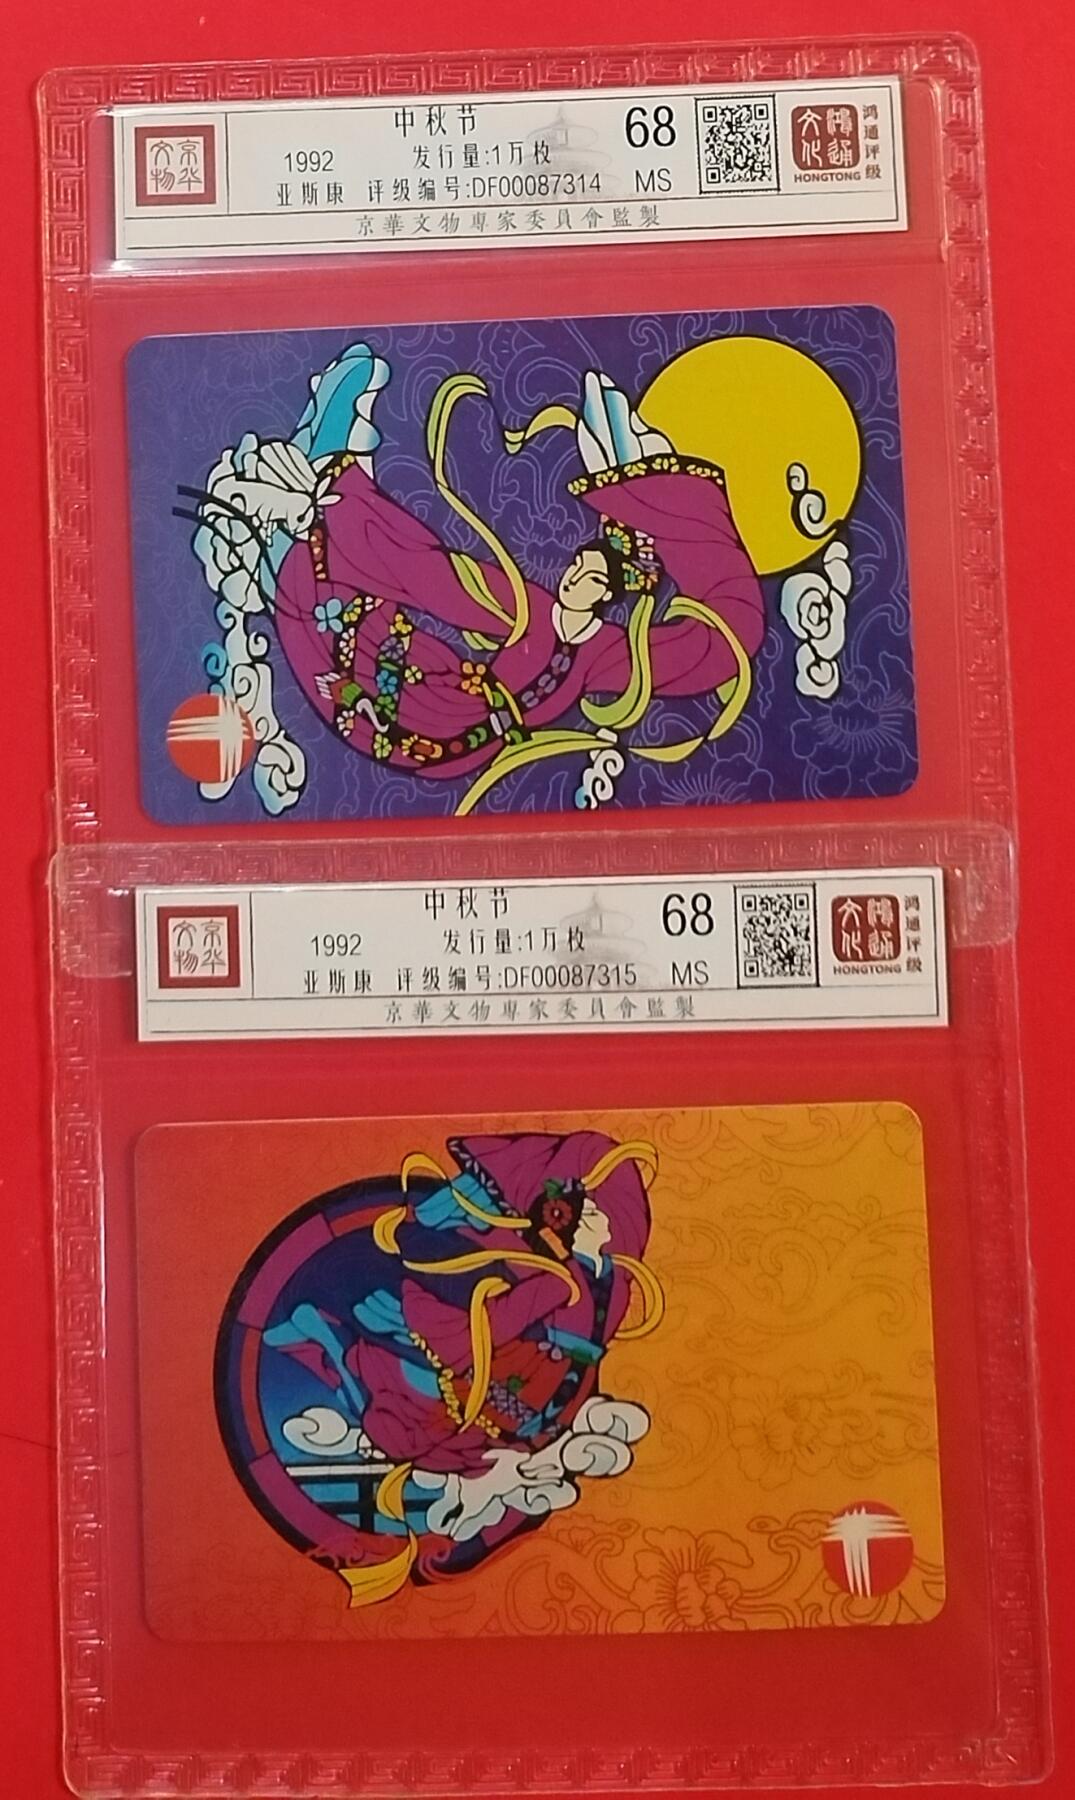 中秋节
68
1992
发行量:1万枚
亚斯康
评级编号:DF00087314
MS
京華文物專家委員會監製
京华文物
鸿通文化
HONGTONG
鸿通评级
中秋节
68
1992
发行量:1万枚
亚斯康
评级编号:DF00087315
MS
京華文物專家委員會監製
京华文物
鸿通文化
HONGTONG
鸿通评级